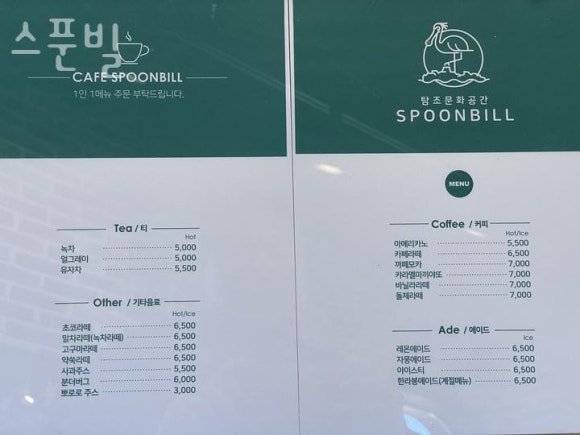 스푼빌
CAFE SPOONBILL
1인 1메뉴 주문 부탁드립니다.
Tea / 티
Hot
녹차 5,000
얼그레이 5,000
유자차 5,500
Other / 기타음료
Hot/Ice
초코라떼 6,500
말차라떼(녹차라떼) 6,500
고구마라떼 6,500
약쑥라떼 6,500
사과주스 5,500
분더버그 6,000
뽀로로 주스 3,000
탐조문화공간
SPOONBILL
MENU
Coffee / 커피
Hot/Ice
아메리카노 5,500
카페라떼 6,500
까페모카 7,000
카라멜마끼야또 7,000
바닐라라떼 7,000
돌체라떼 7,000
Ade / 에이드
Ice
레몬에이드 6,500
자몽에이드 6,500
아이스티 6,500
한라봉에이드(계절메뉴) 6,500